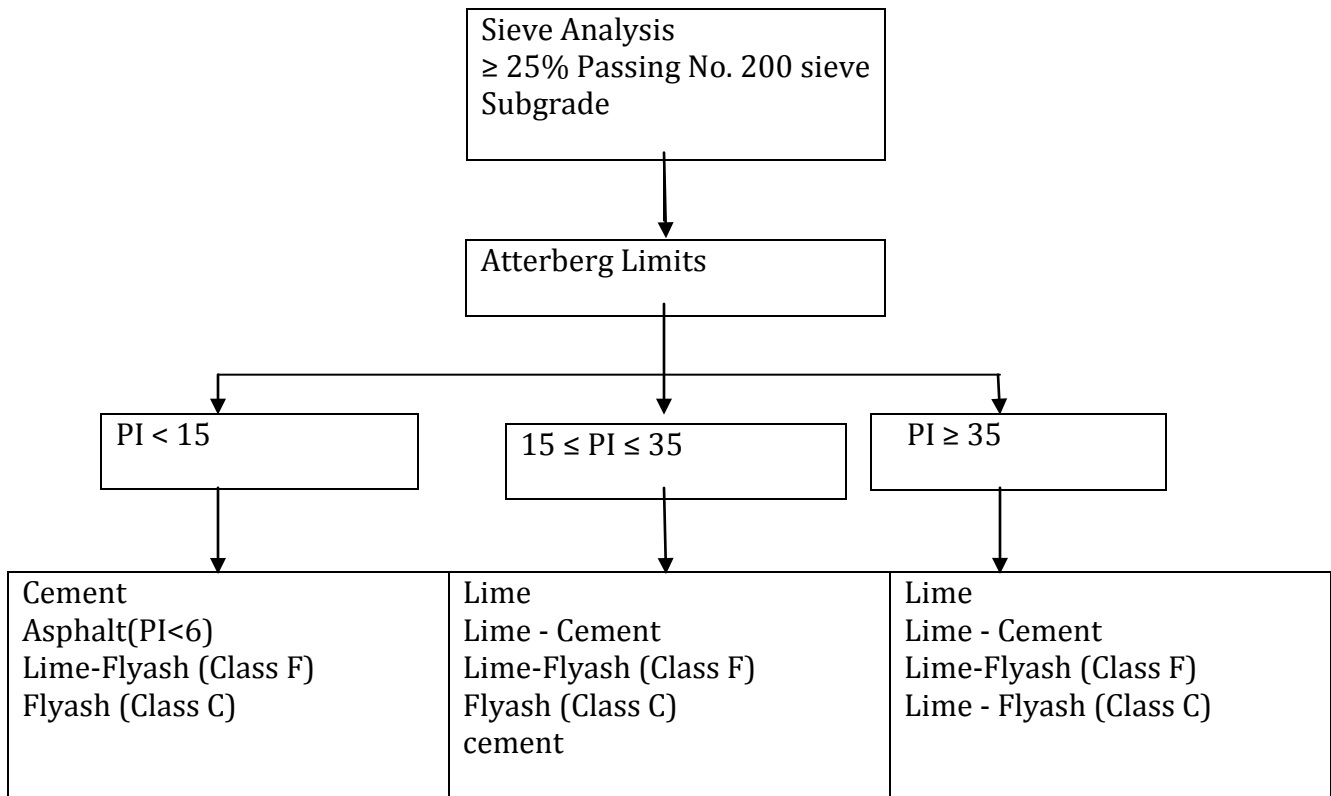 Sieve Analysis
≥ 25% Passing No. 200 sieve
Subgrade
Atterberg Limits
PI < 15
15 ≤ PI ≤ 35
PI ≥ 35
Cement
Asphalt(PI<6)
Lime-Flyash (Class F)
Flyash (Class C)
Lime
Lime - Cement
Lime-Flyash (Class F)
Flyash (Class C)
cement
Lime
Lime - Cement
Lime-Flyash (Class F)
Lime - Flyash (Class C)